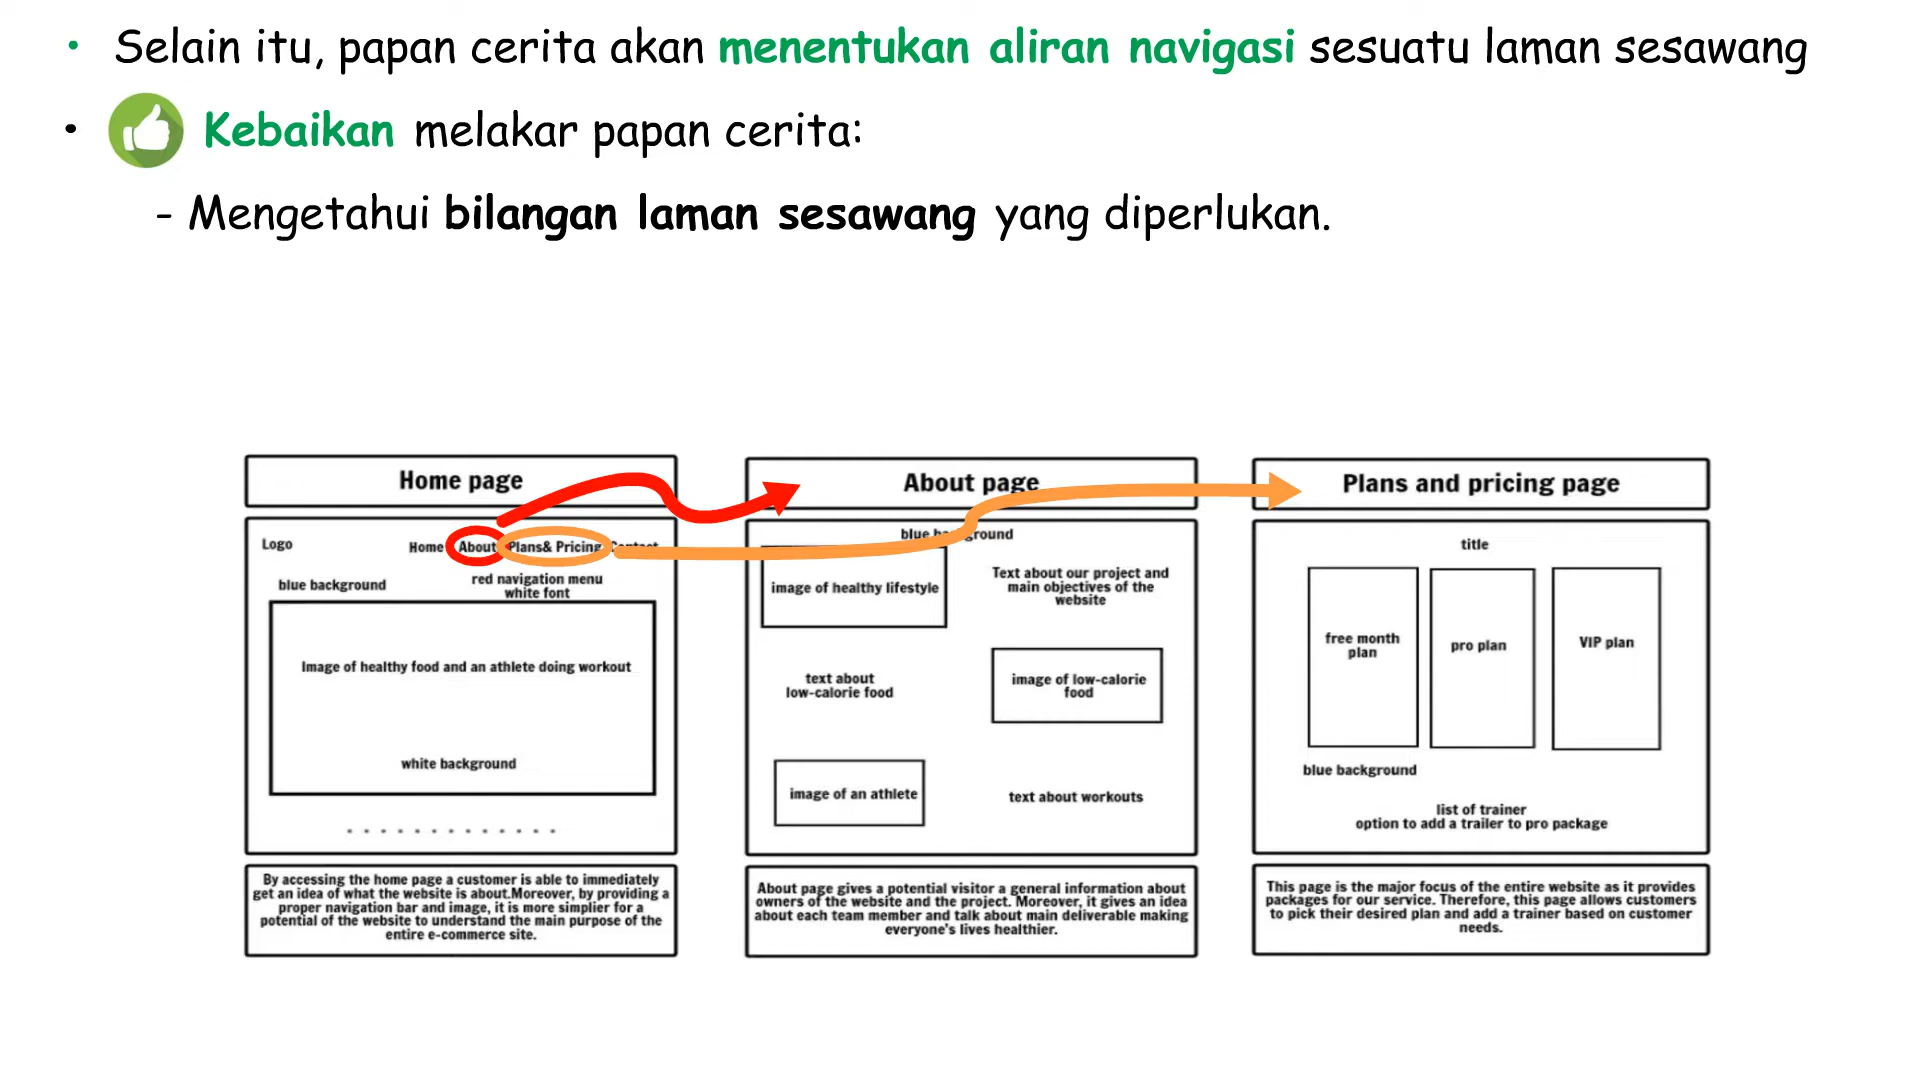 • Selain itu, papan cerita akan menentukan aliran navigasi sesuatu laman sesawang
• Kebaikan melakar papan cerita:
- Mengetahui bilangan laman sesawang yang diperlukan.
Home page
Logo
Home About Plans& Pricing Contact
blue background
red navigation menu
white font
Image of healthy food and an athlete doing workout
white background
By accessing the home page a customer is able to immediately
get an idea of what the website is about.Moreover, by providing a
proper navigation bar and image, it is more simplier for a
potential of the website to understand the main purpose of the
entire e-commerce site.
About page
blue background
image of healthy lifestyle
Text about our project and
main objectives of the
website
text about
low-calorie food
image of low-calorie
food
image of an athlete
text about workouts
About page gives a potential visitor a general information about
owners of the website and the project. Moreover, it gives an idea
about each team member and talk about main deliverable making
everyone's lives healthier.
Plans and pricing page
title
free month
plan
pro plan
VIP plan
blue background
list of trainer
option to add a trailer to pro package
This page is the major focus of the entire website as it provides
packages for our service. Therefore, this page allows customers
to pick their desired plan and add a trainer based on customer
needs.